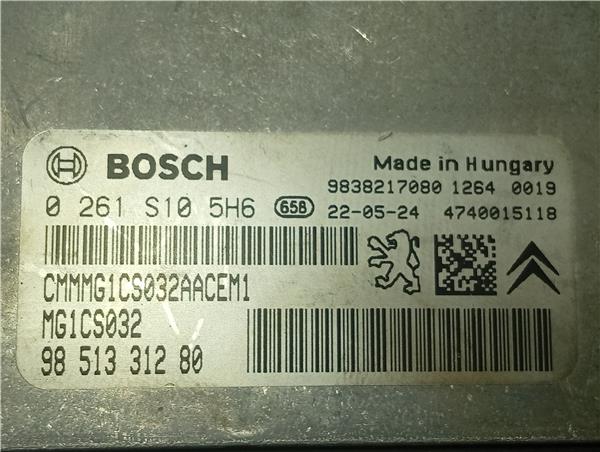 BOSCH
Made in Hungary
9838217080 1264 0019
0 261 S10 5H6 658 22-05-24 4740015118
CMMMG1CS032AACEM1
MG1CS032
98 513 312 80